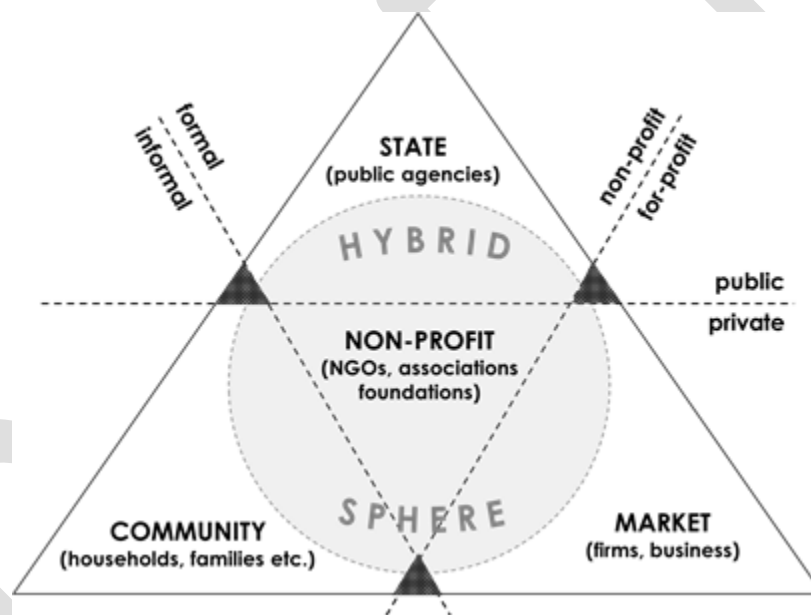 formal
informal
non-profit
for-profit
STATE
(public agencies)
HYBRID
public
private
NON-PROFIT
(NGOs, associations
foundations)
SPHERE
COMMUNITY
(households, families etc.)
MARKET
(firms, business)